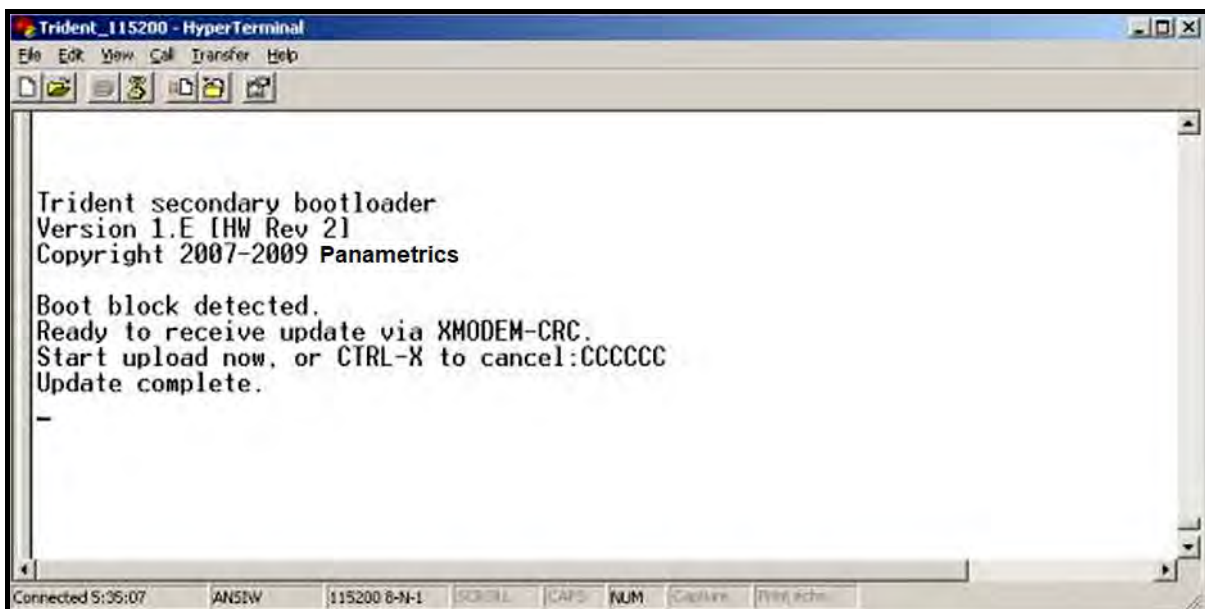 Trident_115200 - HyperTerminal
File Edit View Call Transfer Help
Trident secondary bootloader
Version 1.E [HW Rev 2]
Copyright 2007-2009 Panametrics
Boot block detected.
Ready to receive update via XMODEM-CRC.
Start upload now, or CTRL-X to cancel:CCCCCC
Update complete.
Connected 5:35:07 ANSIW 115200 8-N-1 SCROLL CAPS NUM Capture Print echo